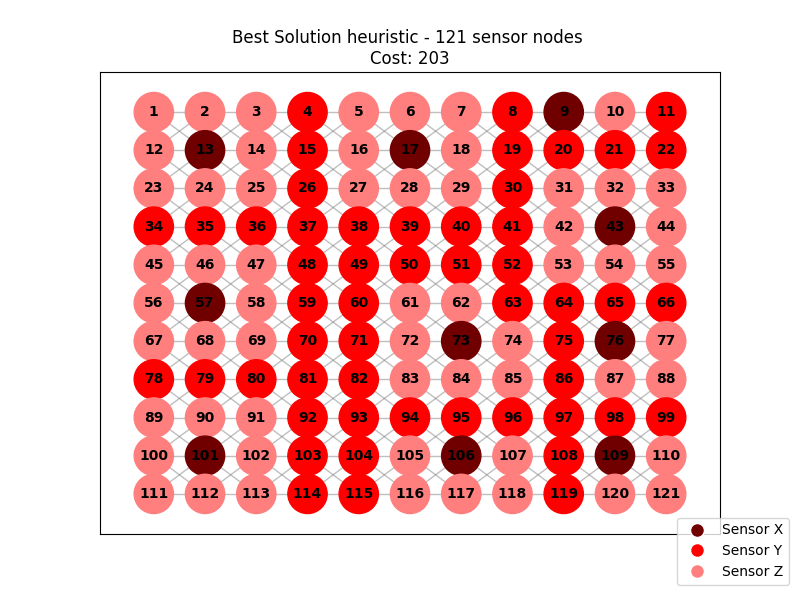 Best Solution heuristic - 121 sensor nodes
Cost: 203
1 2 3 4 5 6 7 8 9 10 11
12 13 14 15 16 17 18 19 20 21 22
23 24 25 26 27 28 29 30 31 32 33
34 35 36 37 38 39 40 41 42 43 44
45 46 47 48 49 50 51 52 53 54 55
56 57 58 59 60 61 62 63 64 65 66
67 68 69 70 71 72 73 74 75 76 77
78 79 80 81 82 83 84 85 86 87 88
89 90 91 92 93 94 95 96 97 98 99
100 101 102 103 104 105 106 107 108 109 110
111 112 113 114 115 116 117 118 119 120 121
Sensor X
Sensor Y
Sensor Z